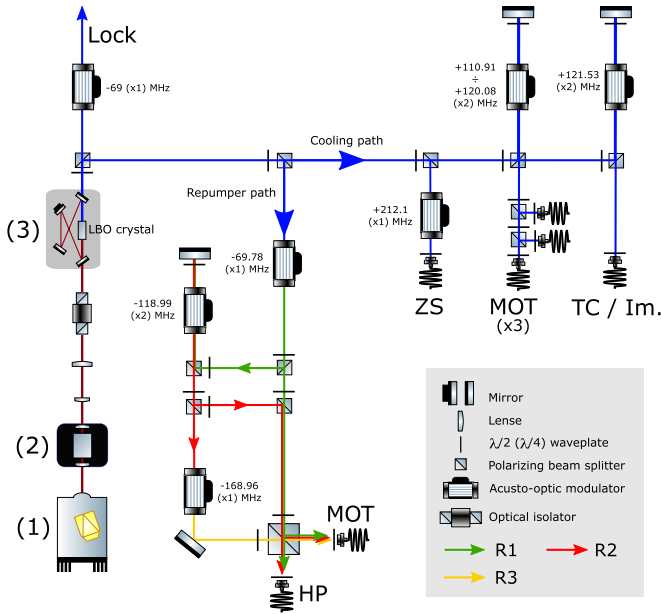 Lock
-69 (x1) MHz
+110.91
÷
+120.08
(x2) MHz
+121.53
(x2) MHz
Cooling path
Repumper path
(3)
LBO crystal
+212.1
(x1) MHz
-69.78
(x1) MHz
-118.99
(x2) MHz
ZS
MOT
(x3)
TC / Im.
(2)
(1)
-168.96
(x1) MHz
MOT
HP
Mirror
Lense
λ/2 (λ/4) waveplate
Polarizing beam splitter
Acusto-optic modulator
Optical isolator
R1
R2
R3